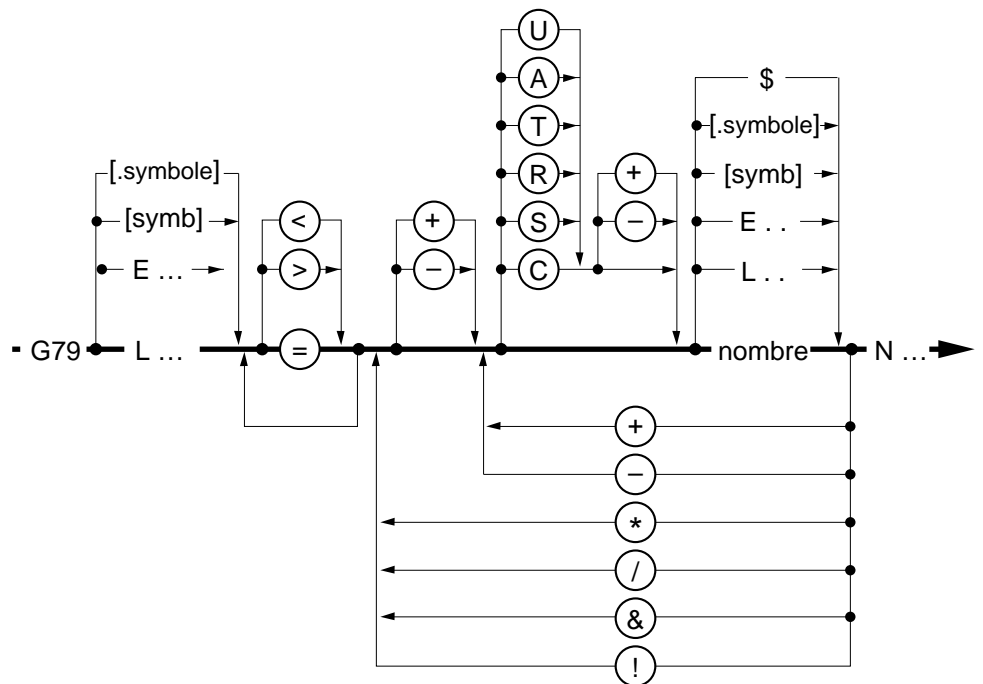 U
A $
T [.symbole]
[.symbole] R + [symb]
[symb] < + S – E . .
E ... > – C L . .
G79 L ... = nombre N ...
+
–
*
/
&
!